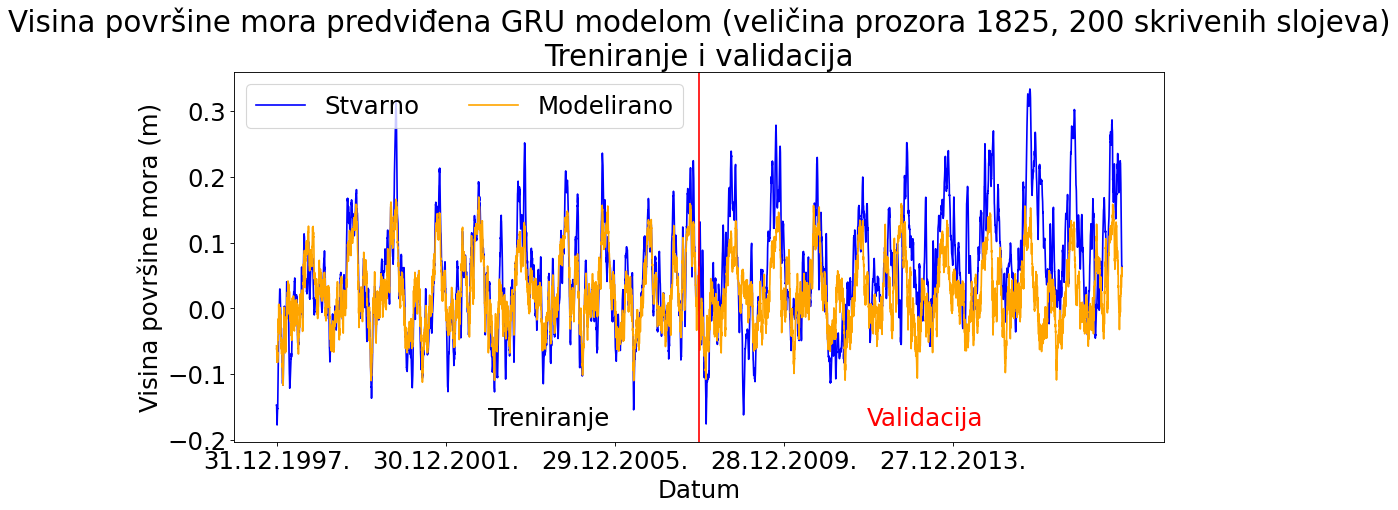 Visina površine mora predviđena GRU modelom (veličina prozora 1825, 200 skrivenih slojeva)
Treniranje i validacija
Stvarno
Modelirano
Visina površine mora (m)
0.3
0.2
0.1
0.0
−0.1
−0.2
Treniranje
Validacija
31.12.1997.
30.12.2001.
29.12.2005.
28.12.2009.
27.12.2013.
Datum